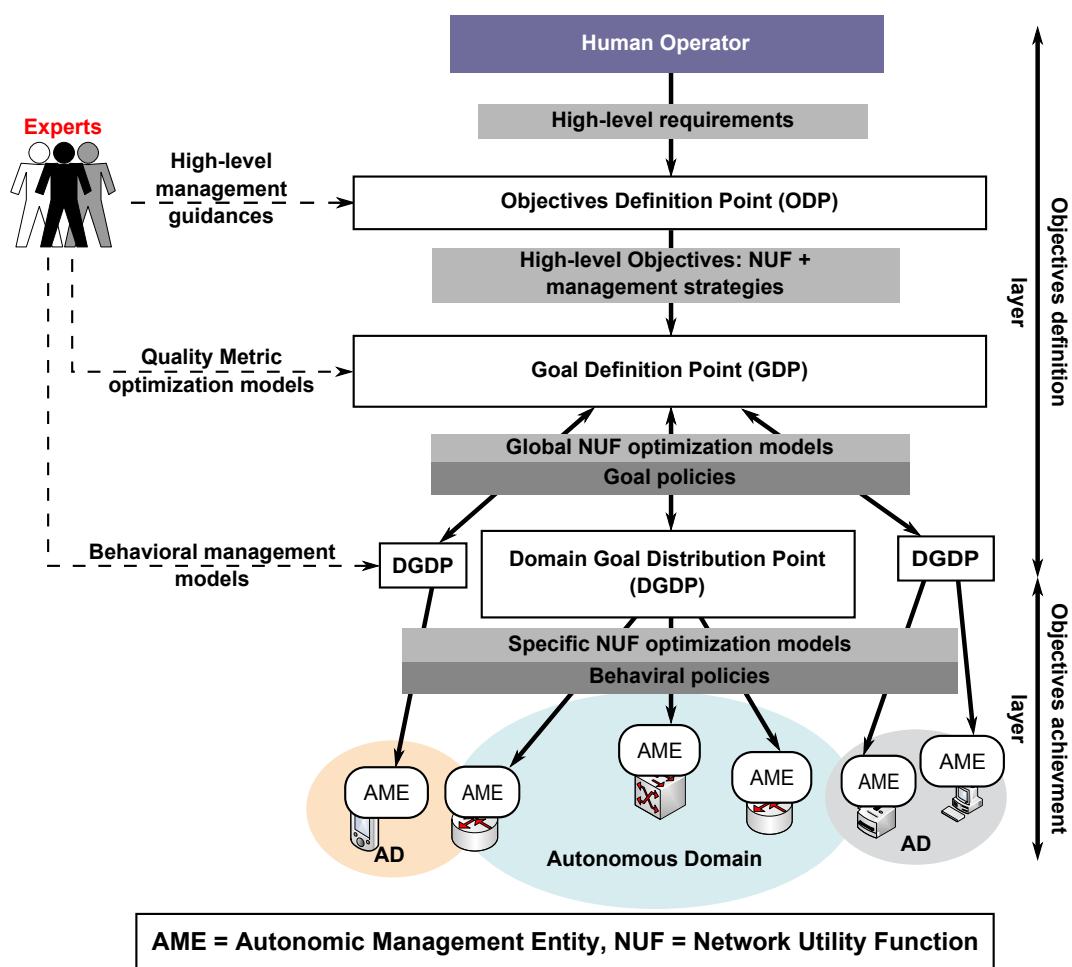 Human Operator
High-level requirements
Experts
High-level
management
guidances
Objectives Definition Point (ODP)
High-level Objectives: NUF +
management strategies
Quality Metric
optimization models
Goal Definition Point (GDP)
Global NUF optimization models
Goal policies
Behavioral management
models
DGDP
Domain Goal Distribution Point
(DGDP)
DGDP
Specific NUF optimization models
Behaviral policies
AME
AME
AME
AME
AME
AME
AD
Autonomous Domain
AD
Objectives definition
layer
Objectives achievment
layer
AME = Autonomic Management Entity, NUF = Network Utility Function